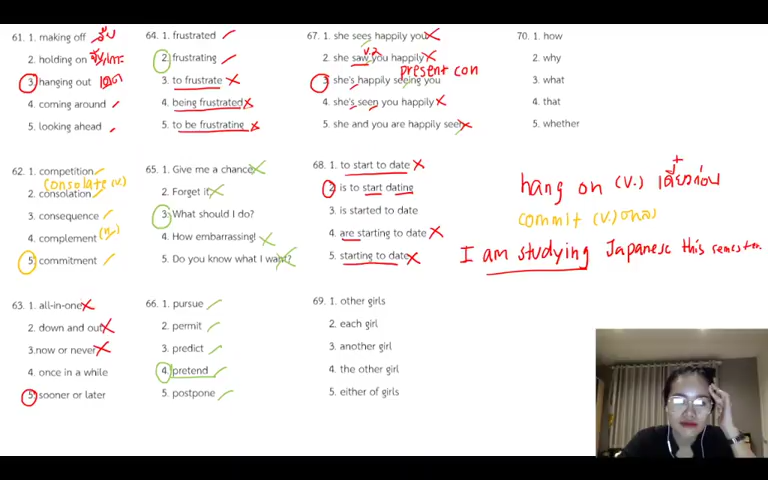 61. 1. making off จับ
2. holding on
3. hanging out
4. coming around
5. looking ahead
62. 1. competition
consolate (v.)
2. consolation
3. consequence
4. complement (n)
5. commitment
63. 1. all-in-one
2. down and out
3.now or never
4. once in a while
5. sooner or later
64. 1. frustrated
2. frustrating
3. to frustrate
4. being frustrated
5. to be frustrating
65. 1. Give me a chance
2. Forget it
3. What should I do?
4. How embarrassing!
5. Do you know what I want?
66. 1. pursue
2. permit
3. predict
4. pretend
5. postpone
67. 1. she sees happily you
v.2
2. she saw you happily
present con
3. she's happily seeing you
4. she's seen you happily
5. she and you are happily seen
68. 1. to start to date
2. is to start dating
3. is started to date
4. are starting to date
5. starting to date
69. 1. other girls
2. each girl
3. another girl
4. the other girl
5. either of girls
70. 1. how
2. why
3. what
4. that
5. whether
hang on (v.)
commit (v.)
I am studying Japanese this semester.